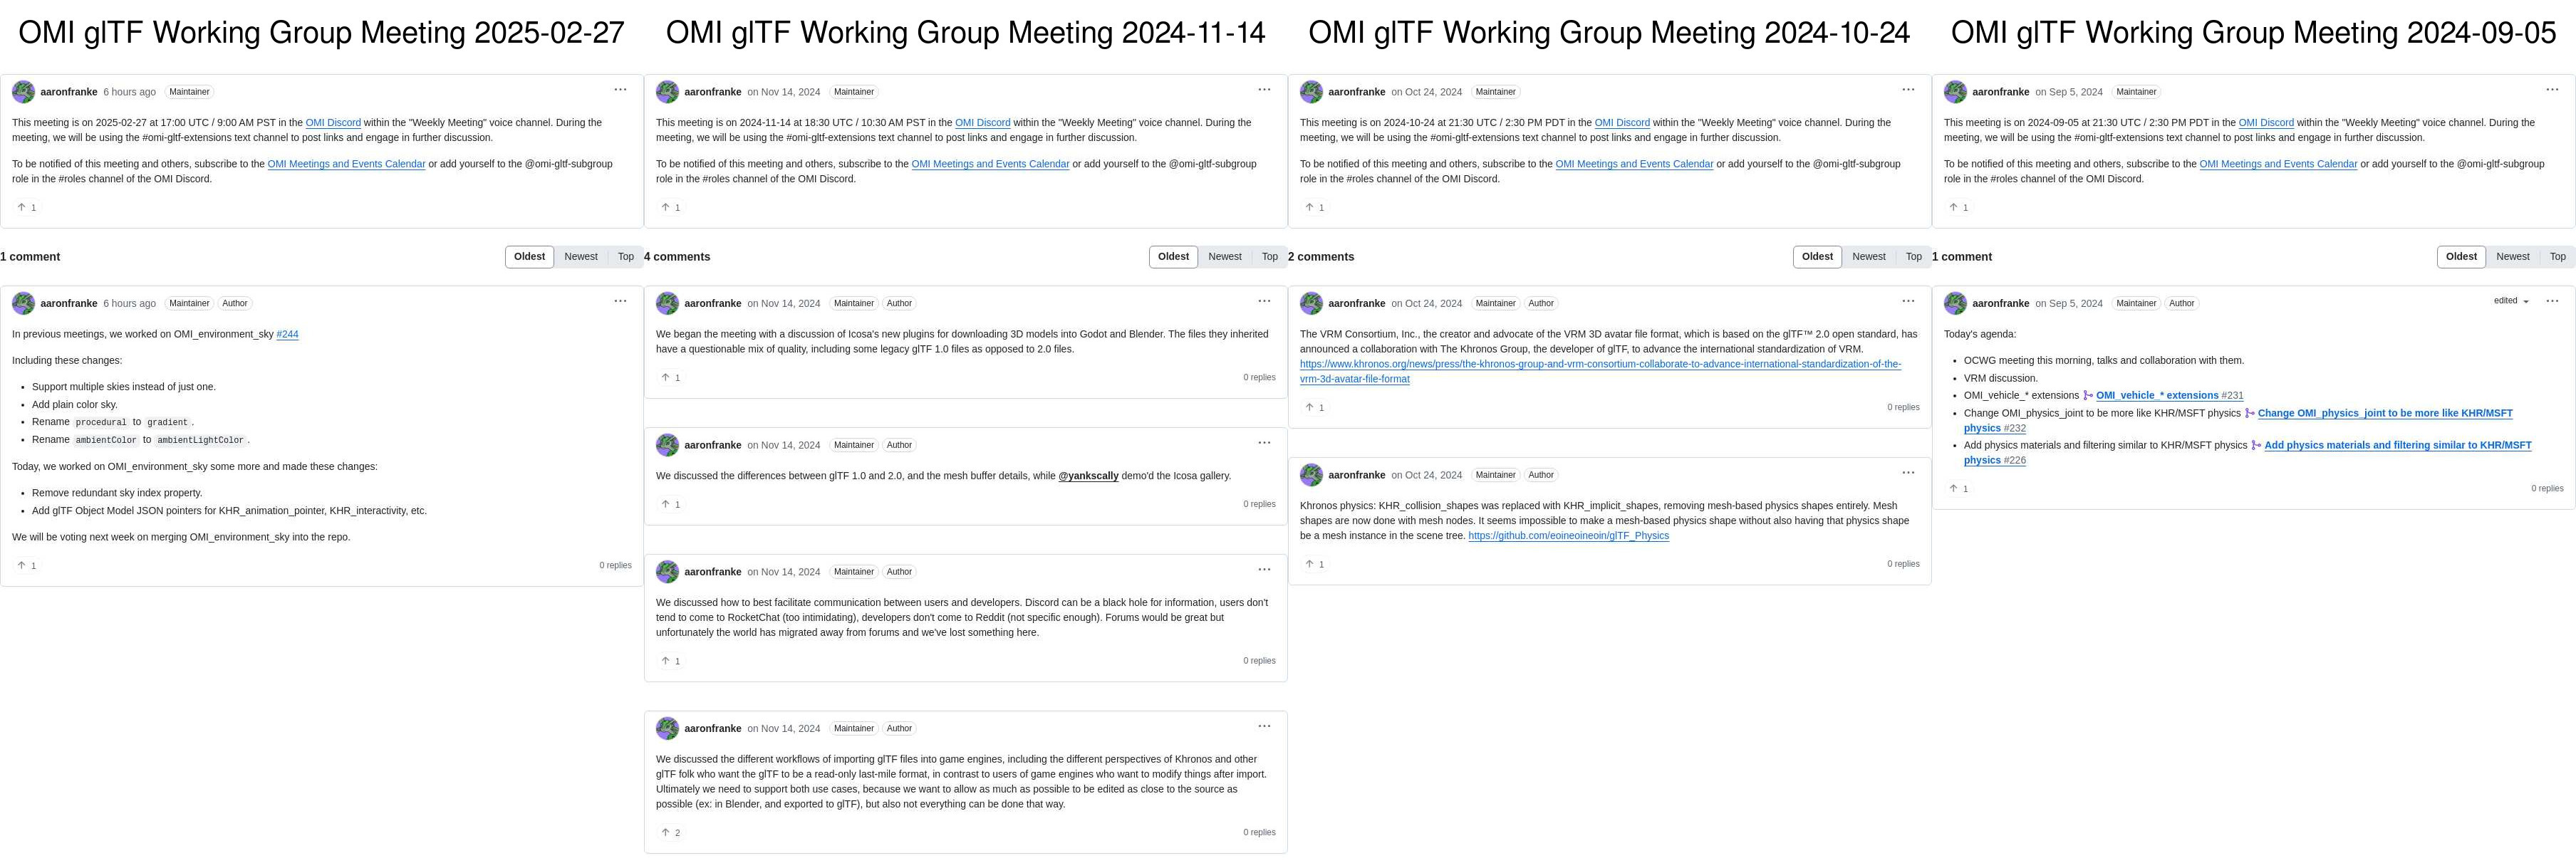 OMI glTF Working Group Meeting 2025-02-27
aaronfranke 6 hours ago Maintainer ...
This meeting is on 2025-02-27 at 17:00 UTC / 9:00 AM PST in the OMI Discord within the "Weekly Meeting" voice channel. During the
meeting, we will be using the #omi-gltf-extensions text channel to post links and engage in further discussion.
To be notified of this meeting and others, subscribe to the OMI Meetings and Events Calendar or add yourself to the @omi-gltf-subgroup
role in the #roles channel of the OMI Discord.
↑ 1
1 comment Oldest Newest Top
aaronfranke 6 hours ago Maintainer Author ...
In previous meetings, we worked on OMI_environment_sky #244
Including these changes:
• Support multiple skies instead of just one.
• Add plain color sky.
• Rename procedural to gradient.
• Rename ambientColor to ambientLightColor.
Today, we worked on OMI_environment_sky some more and made these changes:
• Remove redundant sky index property.
• Add glTF Object Model JSON pointers for KHR_animation_pointer, KHR_interactivity, etc.
We will be voting next week on merging OMI_environment_sky into the repo.
↑ 1 0 replies
OMI glTF Working Group Meeting 2024-11-14
aaronfranke on Nov 14, 2024 Maintainer ...
This meeting is on 2024-11-14 at 18:30 UTC / 10:30 AM PST in the OMI Discord within the "Weekly Meeting" voice channel. During the
meeting, we will be using the #omi-gltf-extensions text channel to post links and engage in further discussion.
To be notified of this meeting and others, subscribe to the OMI Meetings and Events Calendar or add yourself to the @omi-gltf-subgroup
role in the #roles channel of the OMI Discord.
↑ 1
4 comments Oldest Newest Top
aaronfranke on Nov 14, 2024 Maintainer Author ...
We began the meeting with a discussion of Icosa's new plugins for downloading 3D models into Godot and Blender. The files they inherited
have a questionable mix of quality, including some legacy glTF 1.0 files as opposed to 2.0 files.
↑ 1 0 replies
aaronfranke on Nov 14, 2024 Maintainer Author ...
We discussed the differences between glTF 1.0 and 2.0, and the mesh buffer details, while @yankscally demo'd the Icosa gallery.
↑ 1 0 replies
aaronfranke on Nov 14, 2024 Maintainer Author ...
We discussed how to best facilitate communication between users and developers. Discord can be a black hole for information, users don't
tend to come to RocketChat (too intimidating), developers don't come to Reddit (not specific enough). Forums would be great but
unfortunately the world has migrated away from forums and we've lost something here.
↑ 1 0 replies
aaronfranke on Nov 14, 2024 Maintainer Author ...
We discussed the different workflows of importing glTF files into game engines, including the different perspectives of Khronos and other
glTF folk who want the glTF to be a read-only last-mile format, in contrast to users of game engines who want to modify things after import.
Ultimately we need to support both use cases, because we want to allow as much as possible to be edited as close to the source as
possible (ex: in Blender, and exported to glTF), but also not everything can be done that way.
↑ 2 0 replies
OMI glTF Working Group Meeting 2024-10-24
aaronfranke on Oct 24, 2024 Maintainer ...
This meeting is on 2024-10-24 at 21:30 UTC / 2:30 PM PDT in the OMI Discord within the "Weekly Meeting" voice channel. During the
meeting, we will be using the #omi-gltf-extensions text channel to post links and engage in further discussion.
To be notified of this meeting and others, subscribe to the OMI Meetings and Events Calendar or add yourself to the @omi-gltf-subgroup
role in the #roles channel of the OMI Discord.
↑ 1
2 comments Oldest Newest Top
aaronfranke on Oct 24, 2024 Maintainer Author ...
The VRM Consortium, Inc., the creator and advocate of the VRM 3D avatar file format, which is based on the glTF™ 2.0 open standard, has
announced a collaboration with The Khronos Group, the developer of glTF, to advance the international standardization of VRM.
https://www.khronos.org/news/press/the-khronos-group-and-vrm-consortium-collaborate-to-advance-international-standardization-of-the-
vrm-3d-avatar-file-format
↑ 1 0 replies
aaronfranke on Oct 24, 2024 Maintainer Author ...
Khronos physics: KHR_collision_shapes was replaced with KHR_implicit_shapes, removing mesh-based physics shapes entirely. Mesh
shapes are now done with mesh nodes. It seems impossible to make a mesh-based physics shape without also having that physics shape
be a mesh instance in the scene tree. https://github.com/eoineoineoin/glTF_Physics
↑ 1 0 replies
OMI glTF Working Group Meeting 2024-09-05
aaronfranke on Sep 5, 2024 Maintainer ...
This meeting is on 2024-09-05 at 21:30 UTC / 2:30 PM PDT in the OMI Discord within the "Weekly Meeting" voice channel. During the
meeting, we will be using the #omi-gltf-extensions text channel to post links and engage in further discussion.
To be notified of this meeting and others, subscribe to the OMI Meetings and Events Calendar or add yourself to the @omi-gltf-subgroup
role in the #roles channel of the OMI Discord.
↑ 1
1 comment Oldest Newest Top
aaronfranke on Sep 5, 2024 Maintainer Author edited ...
Today's agenda:
• OCWG meeting this morning, talks and collaboration with them.
• VRM discussion.
• OMI_vehicle_* extensions OMI_vehicle_* extensions #231
• Change OMI_physics_joint to be more like KHR/MSFT physics Change OMI_physics_joint to be more like KHR/MSFT
physics #232
• Add physics materials and filtering similar to KHR/MSFT physics Add physics materials and filtering similar to KHR/MSFT
physics #226
↑ 1 0 replies